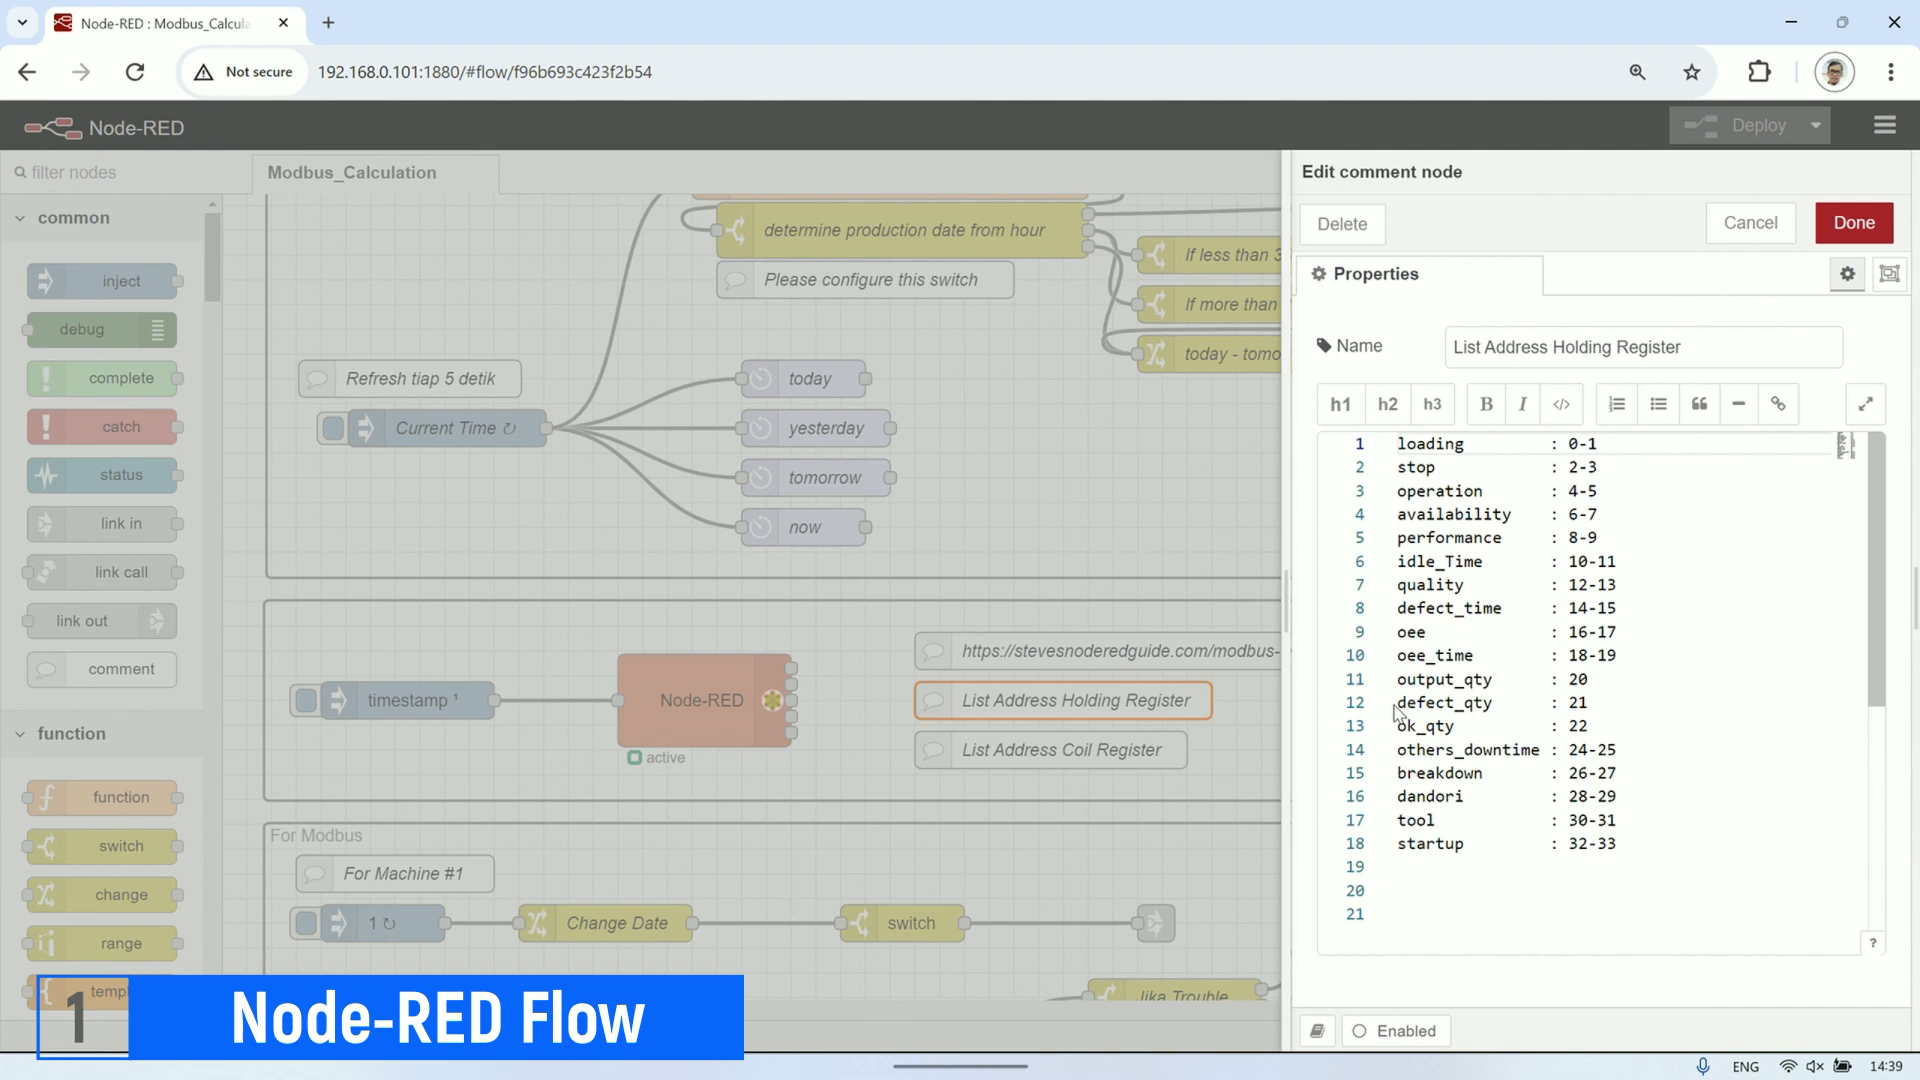 Node-RED : Modbus_Calcula
Not secure
192.168.0.101:1880/#flow/f96b693c423f2b54
Node-RED
Deploy
filter nodes
common
inject
debug
complete
catch
status
link in
link call
link out
comment
function
function
switch
change
range
Modbus_Calculation
determine production date from hour
Please configure this switch
If less than 3
If more than
today - tomo
Refresh tiap 5 detik
Current Time ↻
today
yesterday
tomorrow
now
timestamp ¹
Node-RED
active
https://stevesnoderedguide.com/modbus-
List Address Holding Register
List Address Coil Register
For Modbus
For Machine #1
1 ↻
Change Date
switch
Jika Trouble
Edit comment node
Delete
Cancel
Done
Properties
Name
List Address Holding Register
h1 h2 h3 B I </>
1 loading : 0-1
2 stop : 2-3
3 operation : 4-5
4 availability : 6-7
5 performance : 8-9
6 idle_Time : 10-11
7 quality : 12-13
8 defect_time : 14-15
9 oee : 16-17
10 oee_time : 18-19
11 output_qty : 20
12 defect_qty : 21
13 ok_qty : 22
14 others_downtime : 24-25
15 breakdown : 26-27
16 dandori : 28-29
17 tool : 30-31
18 startup : 32-33
19
20
21
?
Enabled
1
Node-RED Flow
ENG
14:39